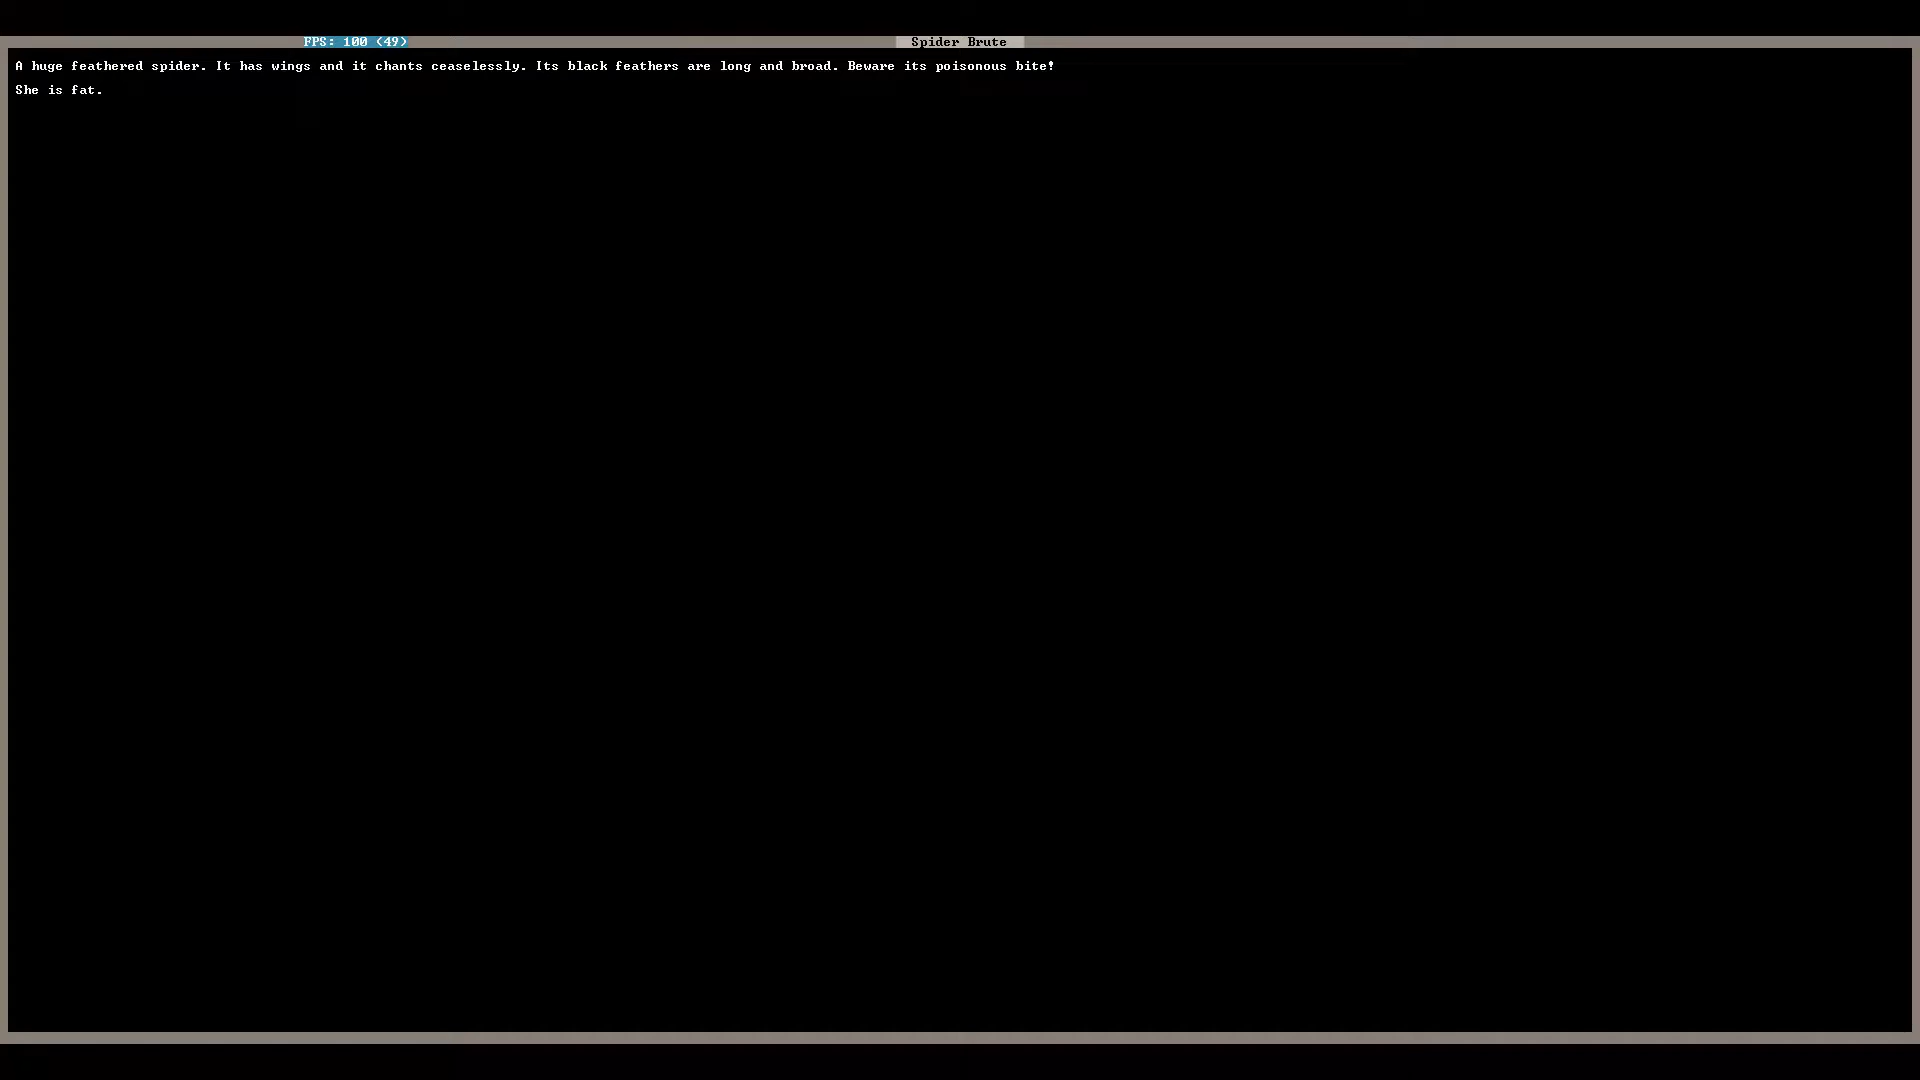 FPS: 100 (49) Spider Brute
A huge feathered spider. It has wings and it chants ceaselessly. Its black feathers are long and broad. Beware its poisonous bite!
She is fat.